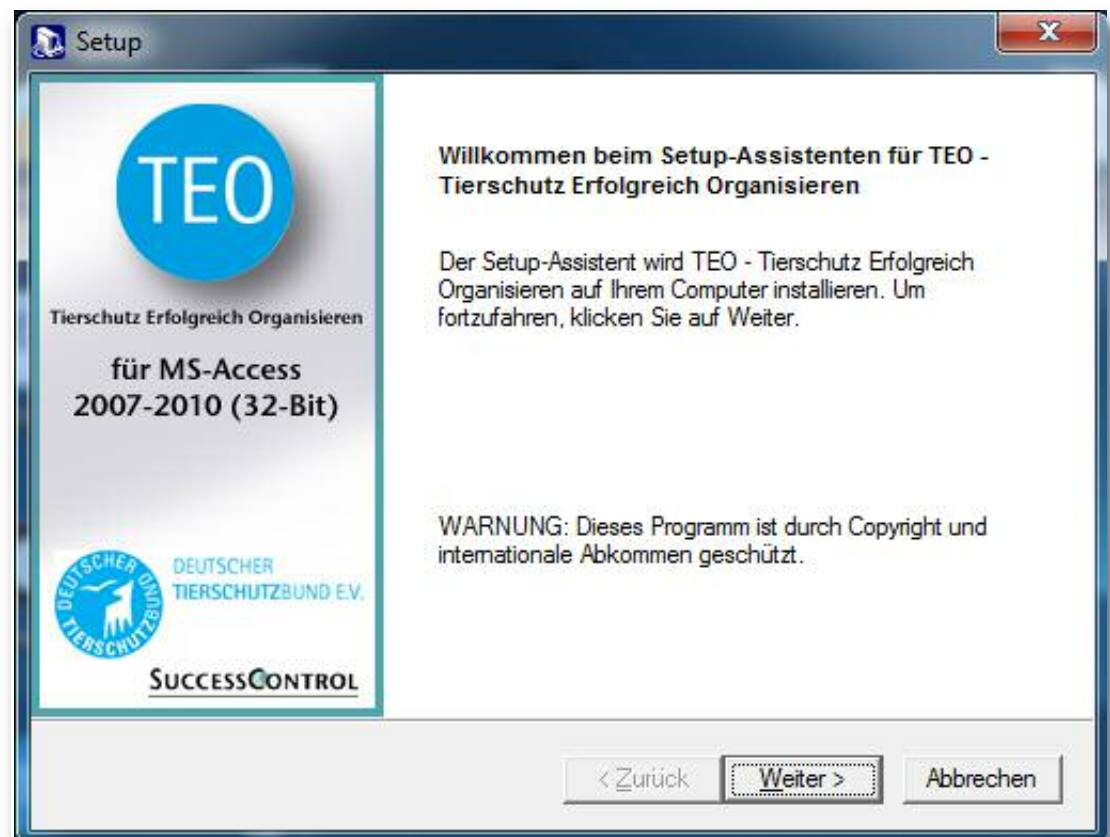 Setup
TEO
Tierschutz Erfolgreich Organisieren
für MS-Access
2007-2010 (32-Bit)
DEUTSCHER TIERSCHUTZBUND
DEUTSCHER
TIERSCHUTZBUND E.V.
SUCCESSCONTROL
Willkommen beim Setup-Assistenten für TEO -
Tierschutz Erfolgreich Organisieren
Der Setup-Assistent wird TEO - Tierschutz Erfolgreich
Organisieren auf Ihrem Computer installieren. Um
fortzufahren, klicken Sie auf Weiter.
WARNUNG: Dieses Programm ist durch Copyright und
internationale Abkommen geschützt.
< Zurück
Weiter >
Abbrechen